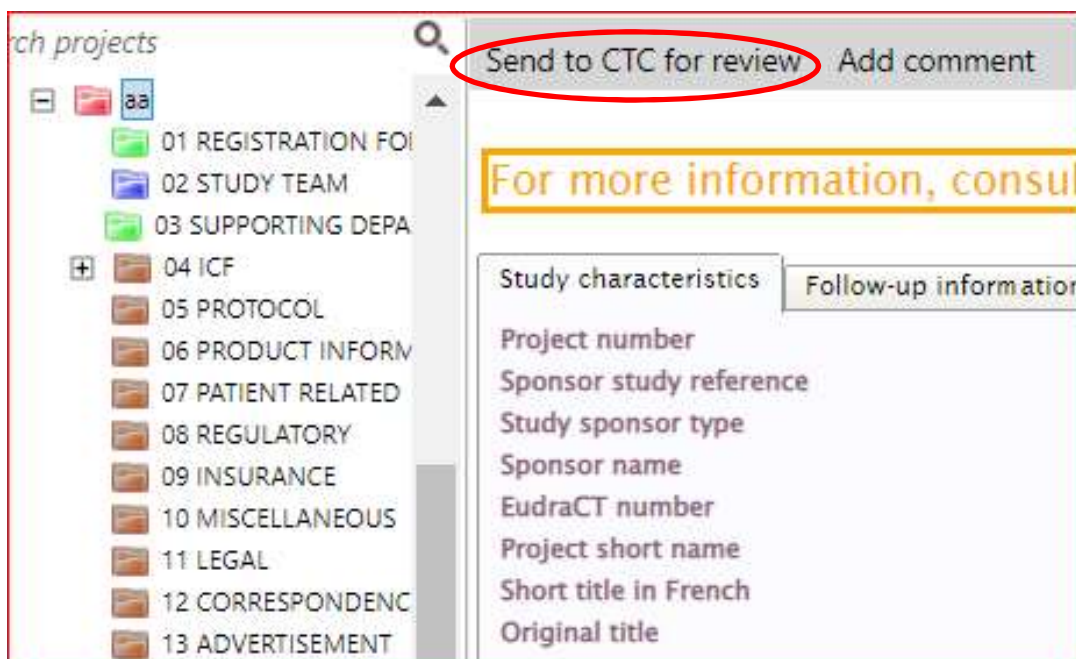 rch projects
aa
01 REGISTRATION FO
02 STUDY TEAM
03 SUPPORTING DEPA
04 ICF
05 PROTOCOL
06 PRODUCT INFORM
07 PATIENT RELATED
08 REGULATORY
09 INSURANCE
10 MISCELLANEOUS
11 LEGAL
12 CORRESPONDENC
13 ADVERTISEMENT
Send to CTC for review Add comment
For more information, consul
Study characteristics Follow-up information
Project number
Sponsor study reference
Study sponsor type
Sponsor name
EudraCT number
Project short name
Short title in French
Original title